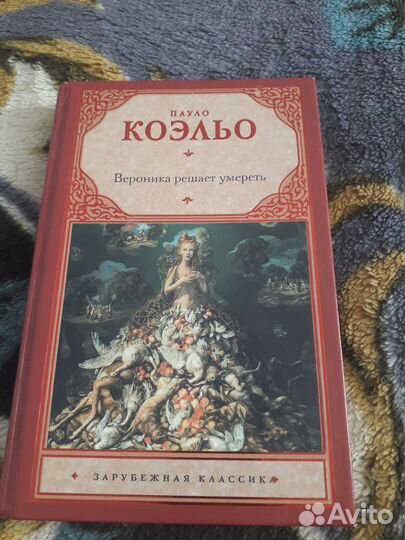 ПАУЛО
КОЭЛЬО
Вероника решает умереть
ЗАРУБЕЖНАЯ КЛАССИКА
Avito